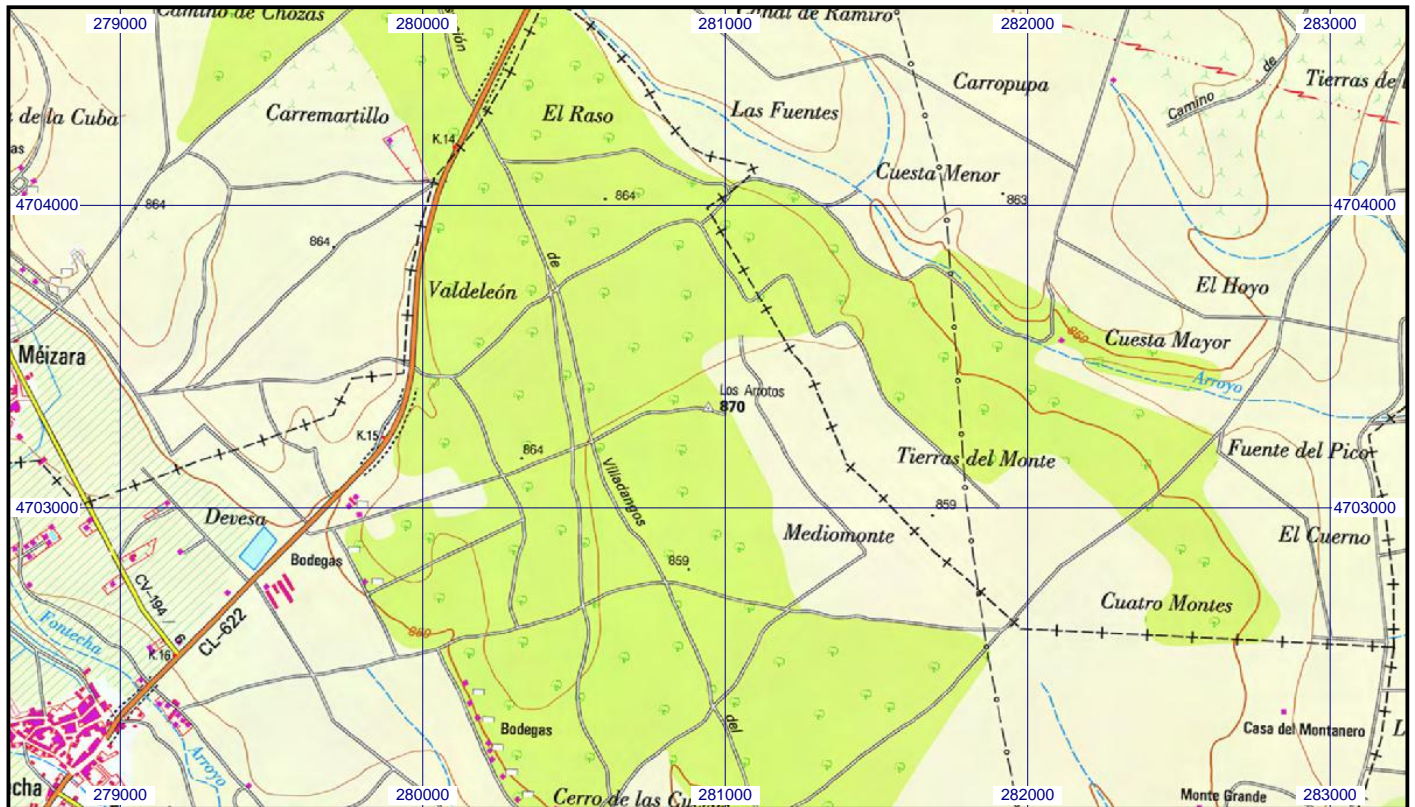 279000
280000
281000
282000
283000
Camino de Chozas
Canal de Ramiro
de la Cuba
Carremartillo
K.14
El Raso
Las Fuentes
Carropupa
Camino de
Tierras de
864
864
864
Cuesta Menor
863
4704000
4704000
Valdeleón
de
El Hoyo
Méizara
860
Cuesta Mayor
Arroyo
Los Arrotos
870
K.15
864
Villadangos
Tierras del Monte
Fuente del Pico
4703000
4703000
859
Devesa
Mediomonte
El Cuerno
Bodegas
859
CV-194
6
CL-622
Cuatro Montes
Fontecha
K.16
860
Bodegas
del
Casa del Montanero
L
Arroyo
cha
Cerro de las
Monte Grande
279000
280000
281000
282000
283000